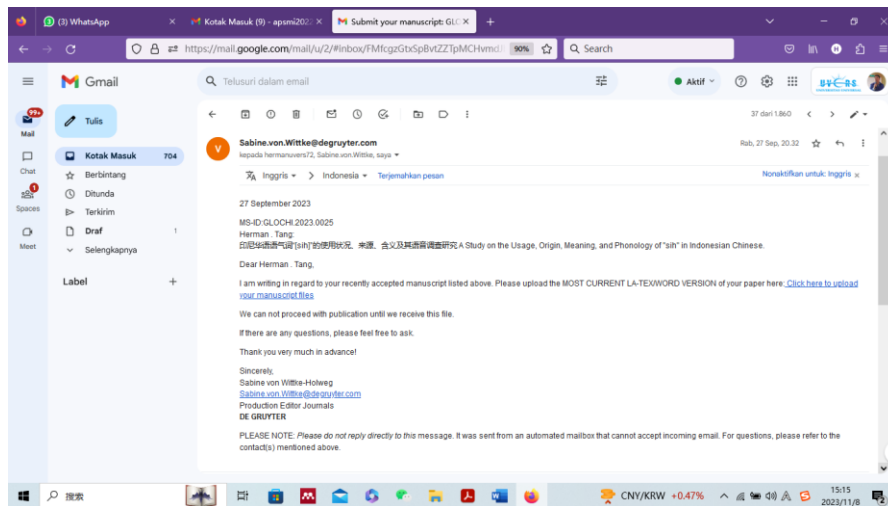 (3) WhatsApp
Kotak Masuk (9) - apsmi2022
Submit your manuscript: GLO
https://mail.google.com/mail/u/2/#inbox/FMfcgzGtxSpBvtZZTpMCHvmdJ
90%
Search
Gmail
Telusuri dalam email
Aktif
UVERS
99+
Mail
Chat
1
Spaces
Meet
Tulis
Kotak Masuk 704
Berbintang
Ditunda
Terkirim
Draf 1
Selengkapnya
Label
37 dari 1.860
Sabine.von.Wittke@degruyter.com
Rab, 27 Sep, 20.32
kepada hermanuvers72, Sabine.von.Wittke, saya
Inggris > Indonesia Terjemahkan pesan
Nonaktifkan untuk: Inggris x
27 September 2023
MS-ID:GLOCHI.2023.0025
Herman . Tang:
印尼华语语气词"[sih]"的使用状况、来源、含义及其语音调查研究 A Study on the Usage, Origin, Meaning, and Phonology of "sih" in Indonesian Chinese.
Dear Herman . Tang,
I am writing in regard to your recently accepted manuscript listed above. Please upload the MOST CURRENT LA-TEX/WORD VERSION of your paper here: Click here to upload
your manuscript files
We can not proceed with publication until we receive this file.
If there are any questions, please feel free to ask.
Thank you very much in advance!
Sincerely,
Sabine von Wittke-Holweg
Sabine.von.Wittke@degruyter.com
Production Editor Journals
DE GRUYTER
PLEASE NOTE: Please do not reply directly to this message. It was sent from an automated mailbox that cannot accept incoming email. For questions, please refer to the
contact(s) mentioned above.
搜索
CNY/KRW +0.47%
15:15
2023/11/8